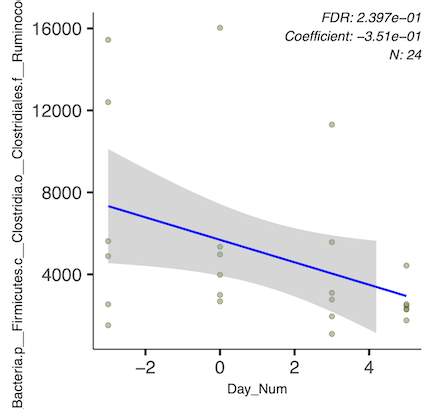 FDR: 2.397e−01
Coefficient: −3.51e−01
N: 24
16000
12000
8000
4000
−2
0
2
4
Day_Num
Bacteria.p__Firmicutes.c__Clostridia.o__Clostridiales.f__Ruminoco